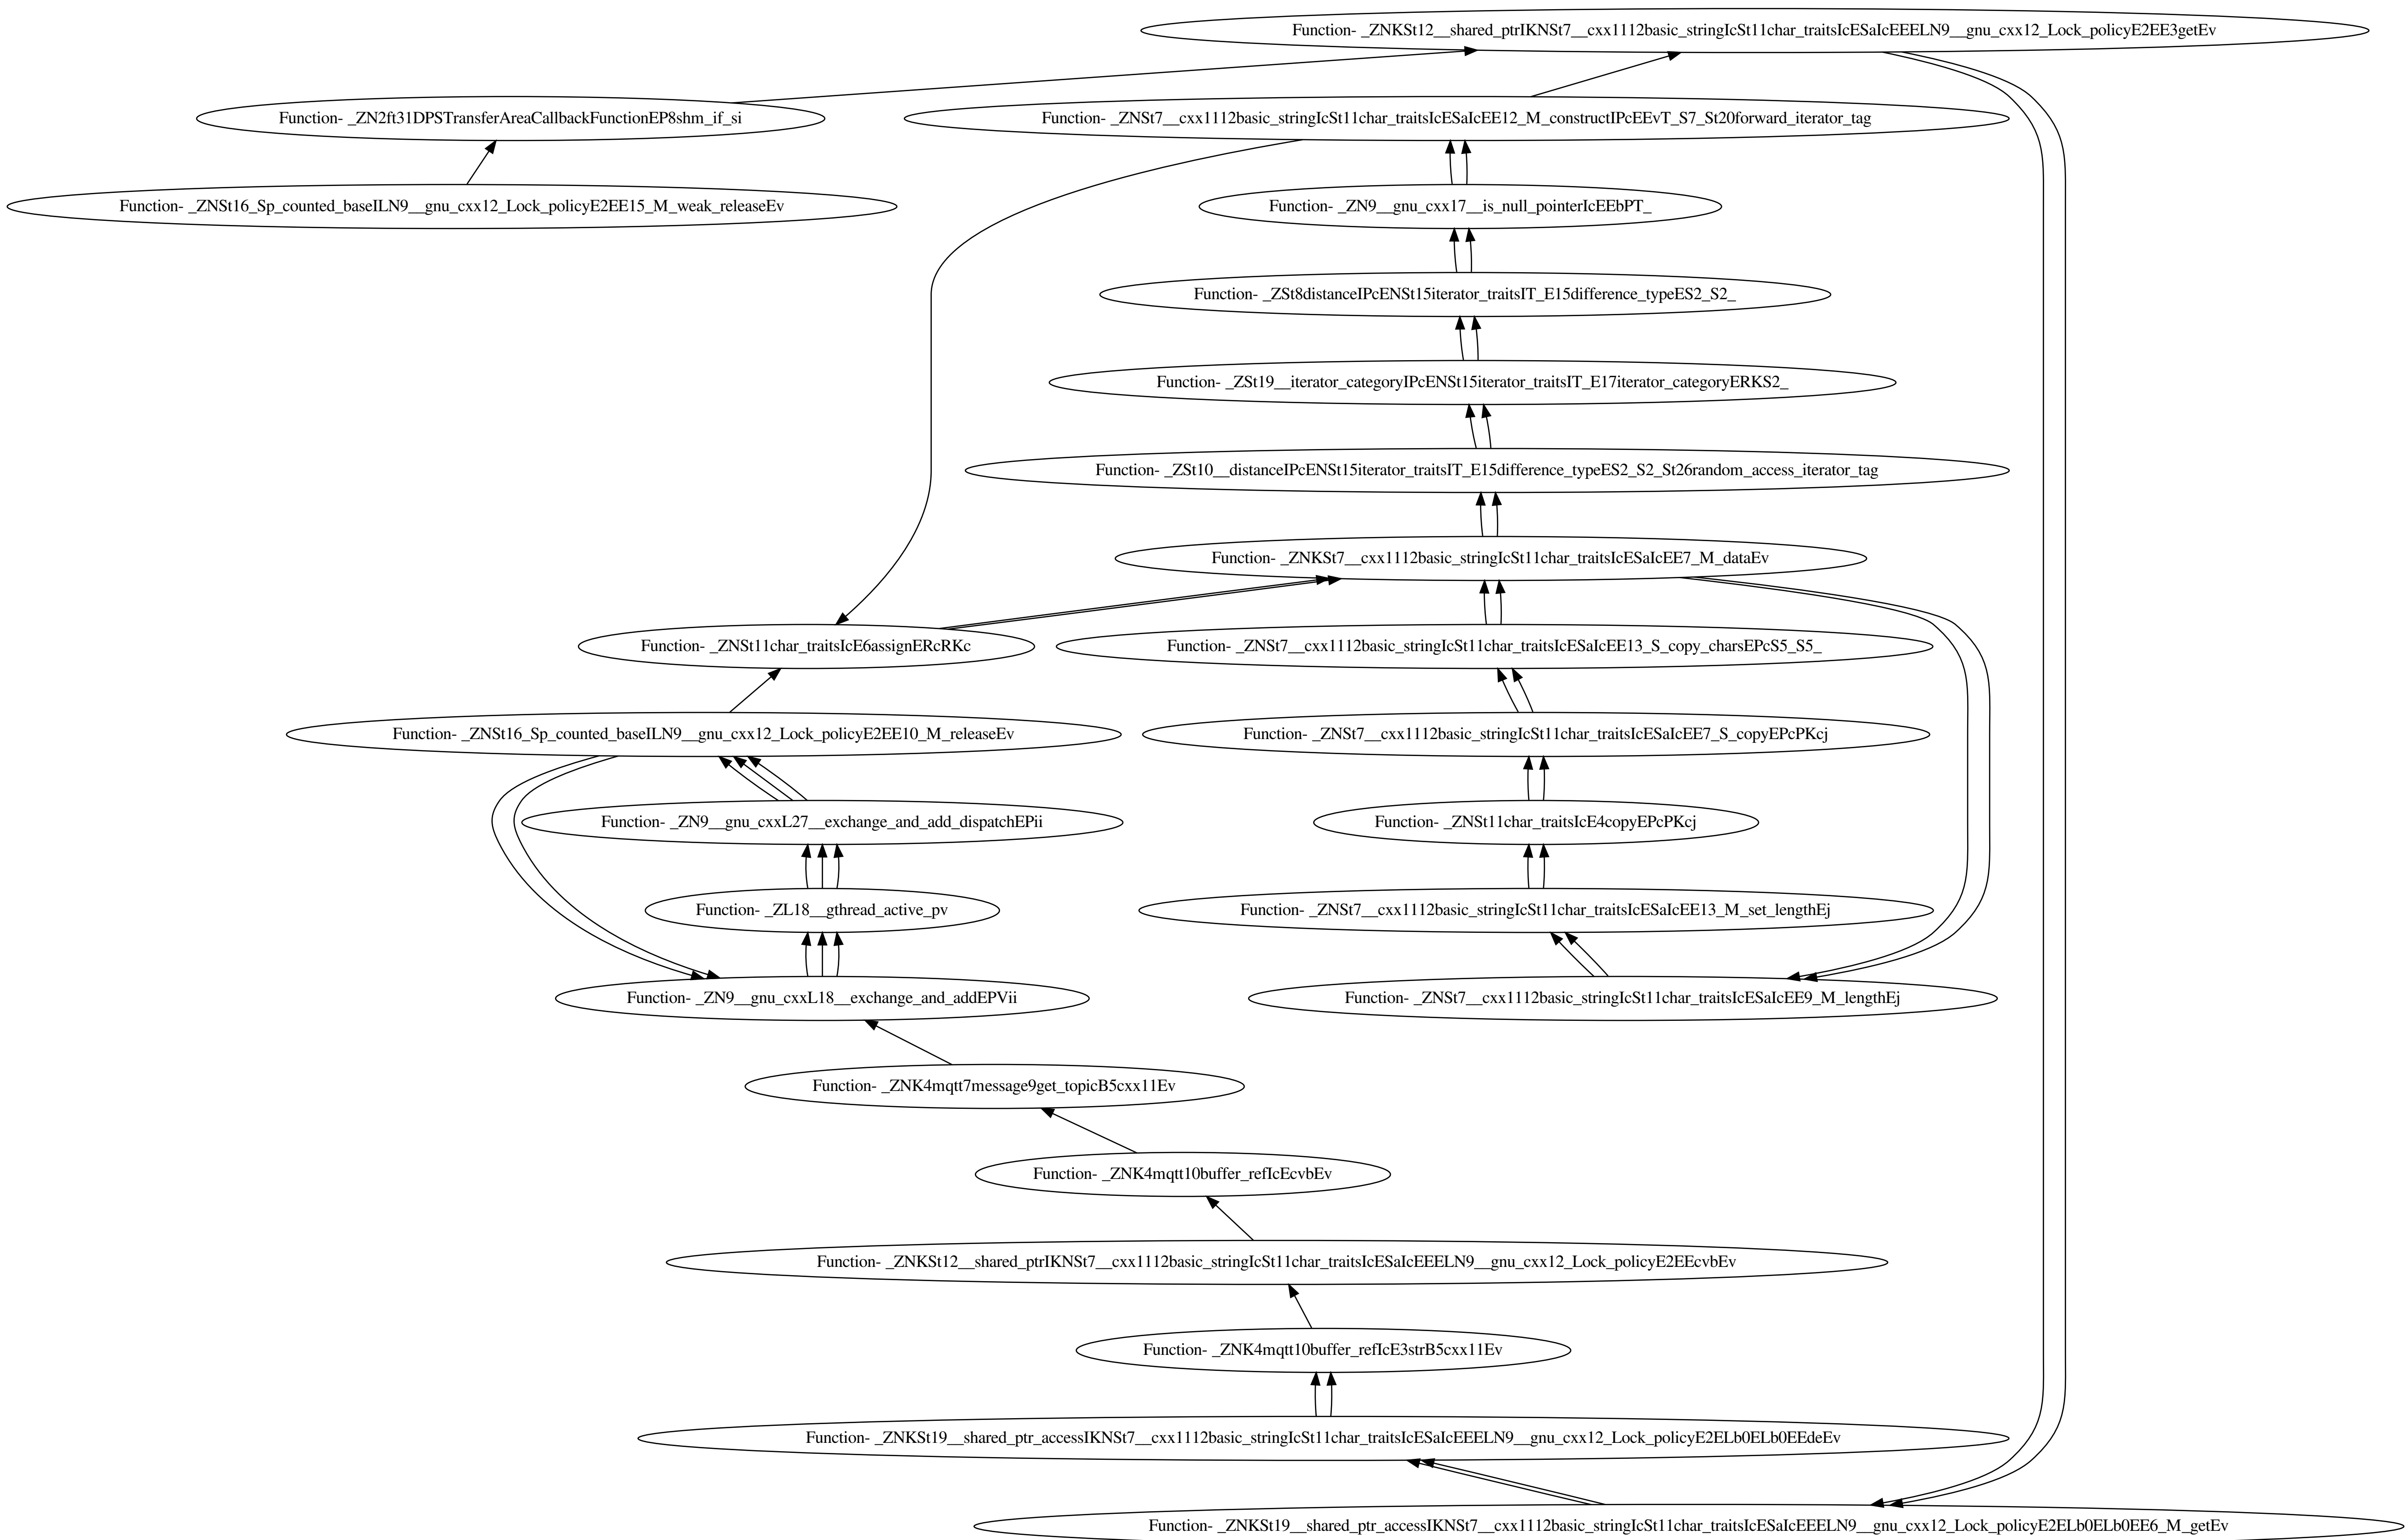 Function- _ZNKSt12__shared_ptrIKNSt7__cxx1112basic_stringIcSt11char_traitsIcESaIcEEELN9__gnu_cxx12_Lock_policyE2EE3getEv
Function- _ZN2ft31DPSTransferAreaCallbackFunctionEP8shm_if_si
Function- _ZNSt7__cxx1112basic_stringIcSt11char_traitsIcESaIcEE12_M_constructIPcEEvT_S7_St20forward_iterator_tag
Function- _ZNSt16_Sp_counted_baseILN9__gnu_cxx12_Lock_policyE2EE15_M_weak_releaseEv
Function- _ZN9__gnu_cxx17__is_null_pointerIcEEbPT_
Function- _ZSt8distanceIPcENSt15iterator_traitsIT_E15difference_typeES2_S2_
Function- _ZSt19__iterator_categoryIPcENSt15iterator_traitsIT_E17iterator_categoryERKS2_
Function- _ZSt10__distanceIPcENSt15iterator_traitsIT_E15difference_typeES2_S2_St26random_access_iterator_tag
Function- _ZNKSt7__cxx1112basic_stringIcSt11char_traitsIcESaIcEE7_M_dataEv
Function- _ZNSt11char_traitsIcE6assignERcRKc
Function- _ZNSt7__cxx1112basic_stringIcSt11char_traitsIcESaIcEE13_S_copy_charsEPcS5_S5_
Function- _ZNSt16_Sp_counted_baseILN9__gnu_cxx12_Lock_policyE2EE10_M_releaseEv
Function- _ZNSt7__cxx1112basic_stringIcSt11char_traitsIcESaIcEE7_S_copyEPcPKcj
Function- _ZN9__gnu_cxxL27__exchange_and_add_dispatchEPii
Function- _ZNSt11char_traitsIcE4copyEPcPKcj
Function- _ZL18__gthread_active_pv
Function- _ZNSt7__cxx1112basic_stringIcSt11char_traitsIcESaIcEE13_M_set_lengthEj
Function- _ZN9__gnu_cxxL18__exchange_and_addEPVii
Function- _ZNSt7__cxx1112basic_stringIcSt11char_traitsIcESaIcEE9_M_lengthEj
Function- _ZNK4mqtt7message9get_topicB5cxx11Ev
Function- _ZNK4mqtt10buffer_refIcEcvbEv
Function- _ZNKSt12__shared_ptrIKNSt7__cxx1112basic_stringIcSt11char_traitsIcESaIcEEELN9__gnu_cxx12_Lock_policyE2EEcvbEv
Function- _ZNK4mqtt10buffer_refIcE3strB5cxx11Ev
Function- _ZNKSt19__shared_ptr_accessIKNSt7__cxx1112basic_stringIcSt11char_traitsIcESaIcEEELN9__gnu_cxx12_Lock_policyE2ELb0ELb0EEdeEv
Function- _ZNKSt19__shared_ptr_accessIKNSt7__cxx1112basic_stringIcSt11char_traitsIcESaIcEEELN9__gnu_cxx12_Lock_policyE2ELb0ELb0EE6_M_getEv